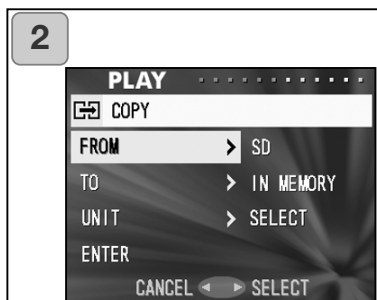 2
PLAY
COPY
FROM > SD
TO > IN MEMORY
UNIT > SELECT
ENTER
CANCEL ◀ ▶ SELECT